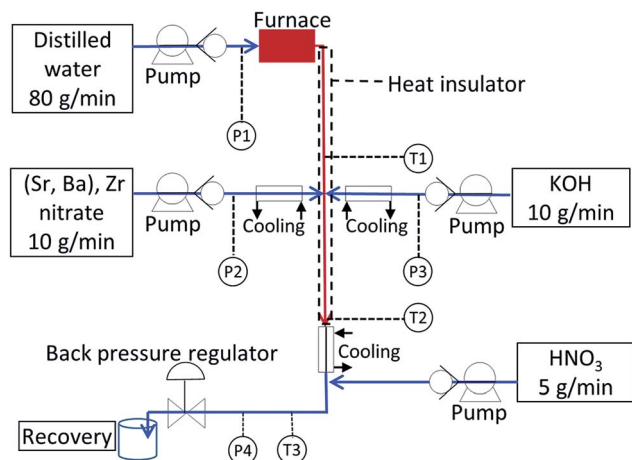 Furnace
Distilled
water
80 g/min
Pump
Heat insulator
P1
T1
(Sr, Ba), Zr
nitrate
10 g/min
Pump
Cooling
Cooling
Pump
KOH
10 g/min
P2
P3
T2
Cooling
Back pressure regulator
HNO₃
5 g/min
Pump
Recovery
P4
T3